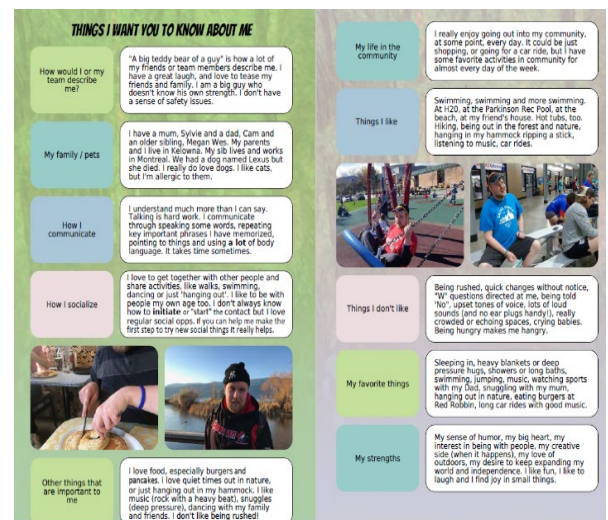 THINGS I WANT YOU TO KNOW ABOUT ME
How would I or my
team describe
me?
"A big teddy bear of a guy" is how a lot of
my friends or team members describe me. I
have a great laugh, and love to tease my
friends and family. I am a big guy who
doesn't know his own strength. I don't have
a sense of safety issues.
My family / pets
I have a mum, Sylvie and a dad, Cam and
an older sibling, Megan Wes. My parents
and I live in Kelowna. My sib lives and works
in Montreal. We had a dog named Lexus but
she died. I really do love dogs. I like cats,
but I'm allergic to them.
How I
communicate
I understand much more than I can say.
Talking is hard work. I communicate
through speaking some words, repeating
key important phrases I have memorized,
pointing to things and using a lot of body
language. It takes time sometimes.
How I socialize
I love to get together with other people and
share activities, like walks, swimming,
dancing or just 'hanging out'. I like to be with
people my own age too. I don't always know
how to initiate or "start" the contact but I love
regular social opps. If you can help me make the
first step to try new social things it really helps.
Other things that
are important to
me
I love food, especially burgers and
pancakes. I love quiet times out in nature,
or just hanging out in my hammock. I like
music (rock with a heavy beat), snuggles
(deep pressure), dancing with my family
and friends. I don't like being rushed!
My life in the
community
I really enjoy going out into my community,
at some point, every day. It could be just
shopping, or going for a car ride, but I have
some favorite activities in community for
almost every day of the week.
Things I like
Swimming, swimming and more swimming.
At H20, at the Parkinson Rec Pool, at the
beach, at my friend's house. Hot tubs, too.
Hiking, being out in the forest and nature,
hanging in my hammock ripping a stick,
listening to music, car rides.
Things I don't like
Being rushed, quick changes without notice,
"W" questions directed at me, being told
'No", upset tones of voice, lots of loud
sounds (and no ear plugs handy!), really
crowded or echoing spaces, crying babies.
Being hungry makes me hangry.
My favorite things
Sleeping in, heavy blankets or deep
pressure hugs, showers or long baths,
swimming, jumping, music, watching sports
with my Dad, snuggling with my mum,
hanging out in nature, eating burgers at
Red Robbin, long car rides with good music.
My strengths
My sense of humor, my big heart, my
interest in being with people, my creative
side (when it happens), my love of
outdoors, my desire to keep expanding my
world and independence. I like fun, I like to
laugh and I find joy in small things.